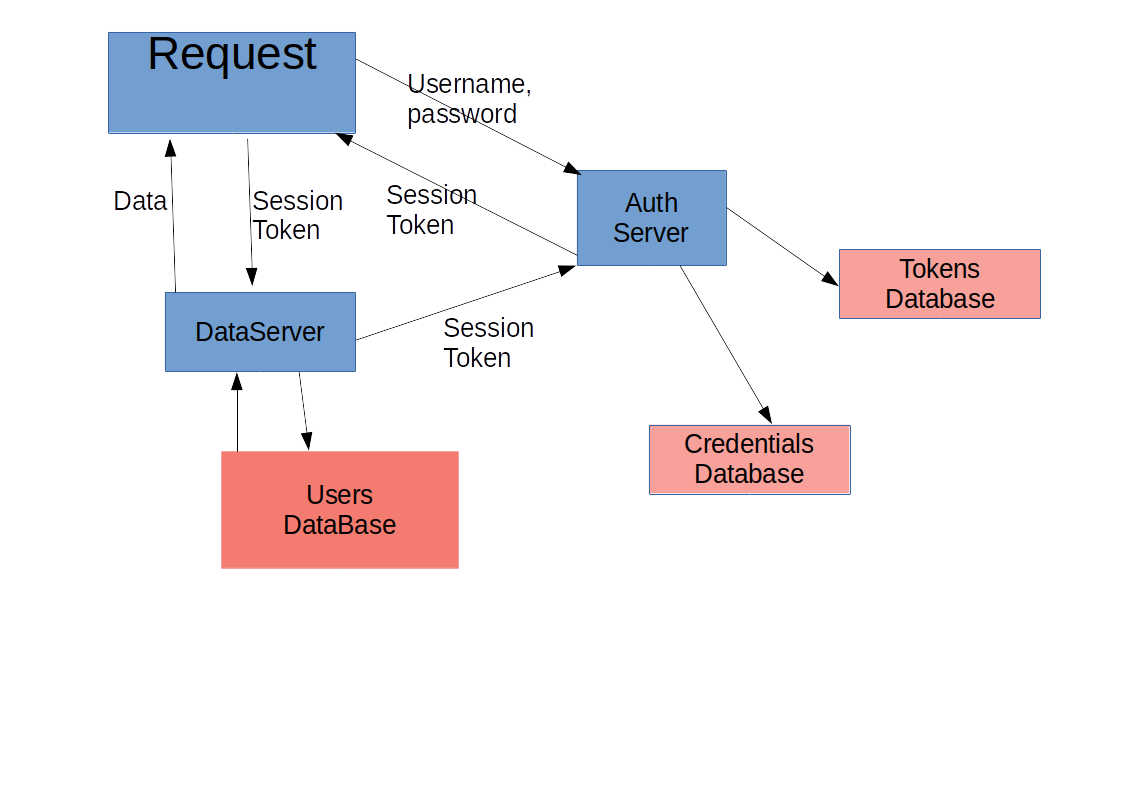 Request
Username,
password
Data
Session
Token
Session
Token
Auth
Server
Tokens
Database
DataServer
Session
Token
Credentials
Database
Users
DataBase